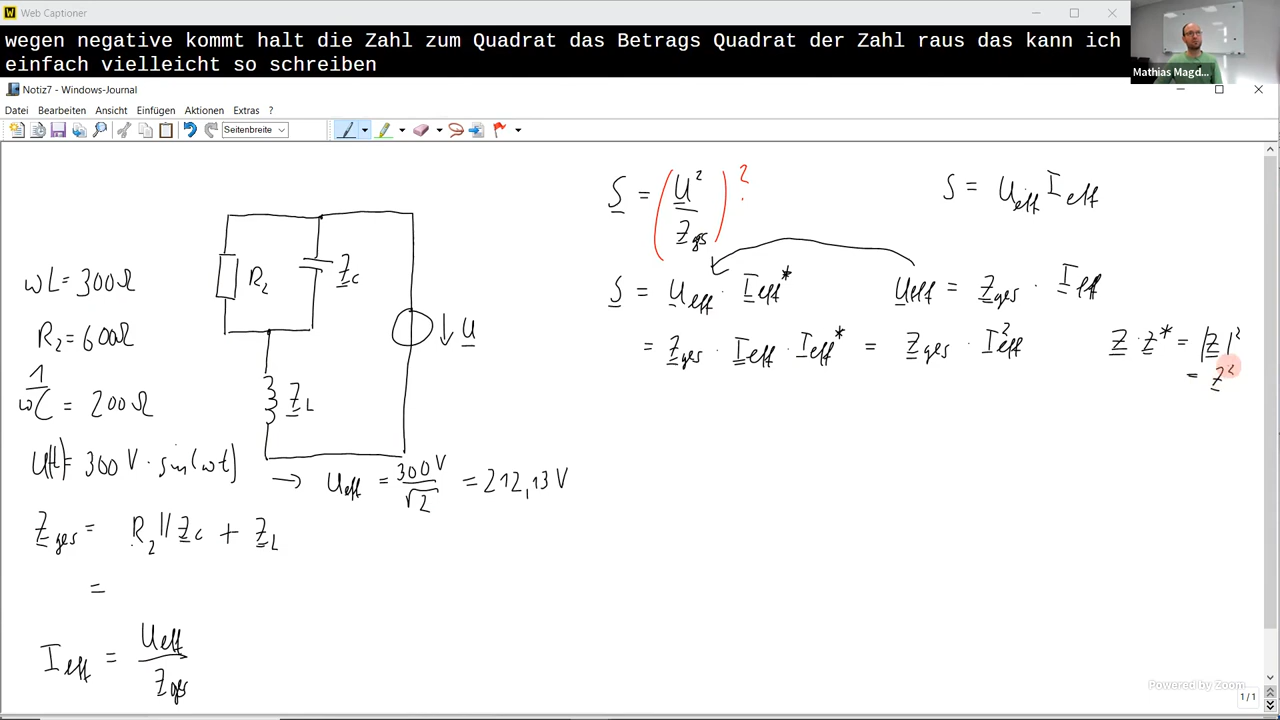 Web Captioner
wegen negative kommt halt die Zahl zum Quadrat das Betrags Quadrat der Zahl raus das kann ich
einfach vielleicht so schreiben
Mathias Magd...
Notiz7 - Windows-Journal
Datei Bearbeiten Ansicht Einfügen Aktionen Extras ?
Seitenbreite
S = (U² / Zges) ?
S = Ueff Ieff
S = Ueff · Ieff*
Ueff = Zges · Ieff
= Zges · Ieff · Ieff* = Zges · I²eff
Z · Z* = |Z|²
= Z²
R2
ZC
U
ZL
ωL = 300Ω
R2 = 600Ω
1/ωC = 200Ω
U(t) = 300 V · sin(ωt)
→ Ueff = 300V/√2 = 212,13 V
Zges = R2 || ZC + ZL
=
Ieff = Ueff / Zges
Powered by Zoom
1/1